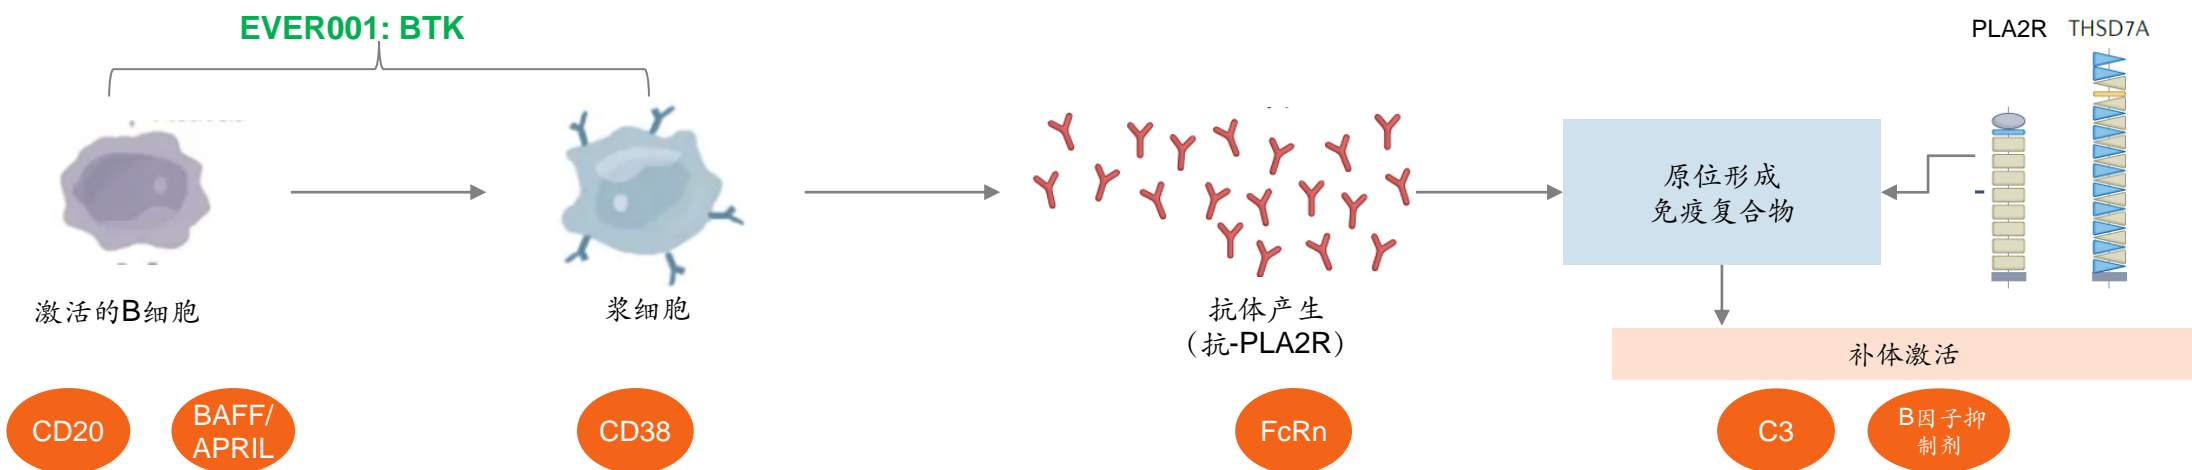 EVER001: BTK
PLA2R
THSD7A
原位形成
免疫复合物
激活的B细胞
浆细胞
抗体产生
（抗-PLA2R）
补体激活
CD20
BAFF/
APRIL
CD38
FcRn
C3
B因子抑
制剂